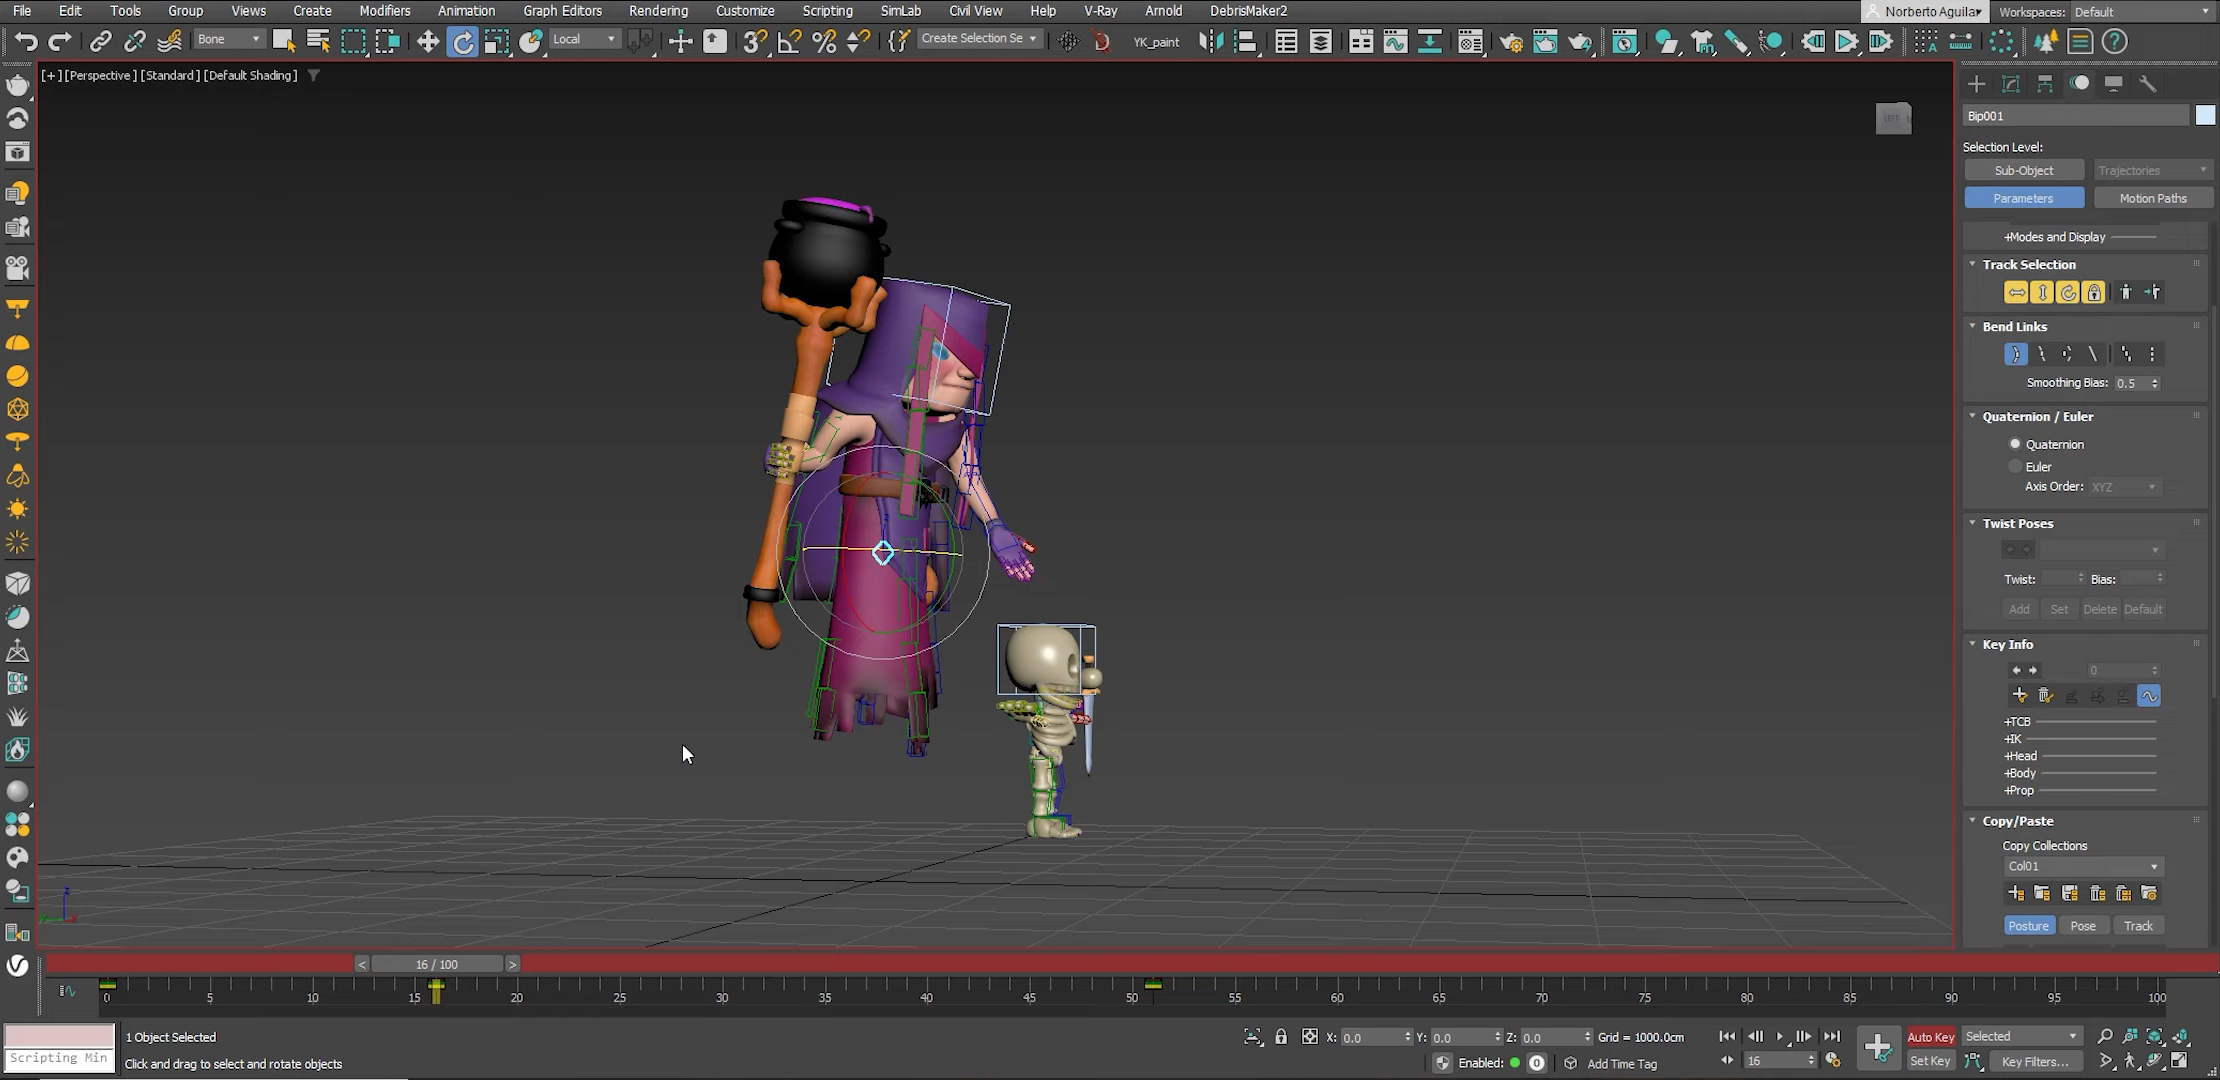 File Edit Tools Group Views Create Modifiers Animation Graph Editors Rendering Customize Scripting SimLab Civil View Help V-Ray Arnold DebrisMaker2
Norberto Aguilar Workspaces: Default
Bone Local Create Selection Se YK_paint
[+] [Perspective ] [Standard ] [Default Shading ]
LEFT
Bip001
Selection Level:
Sub-Object Trajectories
Parameters Motion Paths
+Modes and Display
Track Selection
Bend Links
Smoothing Bias: 0.5
Quaternion / Euler
Quaternion
Euler
Axis Order: XYZ
Twist Poses
Twist: Bias:
Add Set Delete Default
Key Info
0
+TCB
+IK
+Head
+Body
+Prop
Copy/Paste
Copy Collections
Col01
Posture Pose Track
z
< 16 / 100 >
0 5 10 15 20 25 30 35 40 45 50 55 60 65 70 75 80 85 90 95 100
1 Object Selected X: 0.0 Y: 0.0 Z: 0.0 Grid = 1000.0cm Auto Key Selected
Scripting Min Click and drag to select and rotate objects Enabled: 0 Add Time Tag 16 Set Key Key Filters...